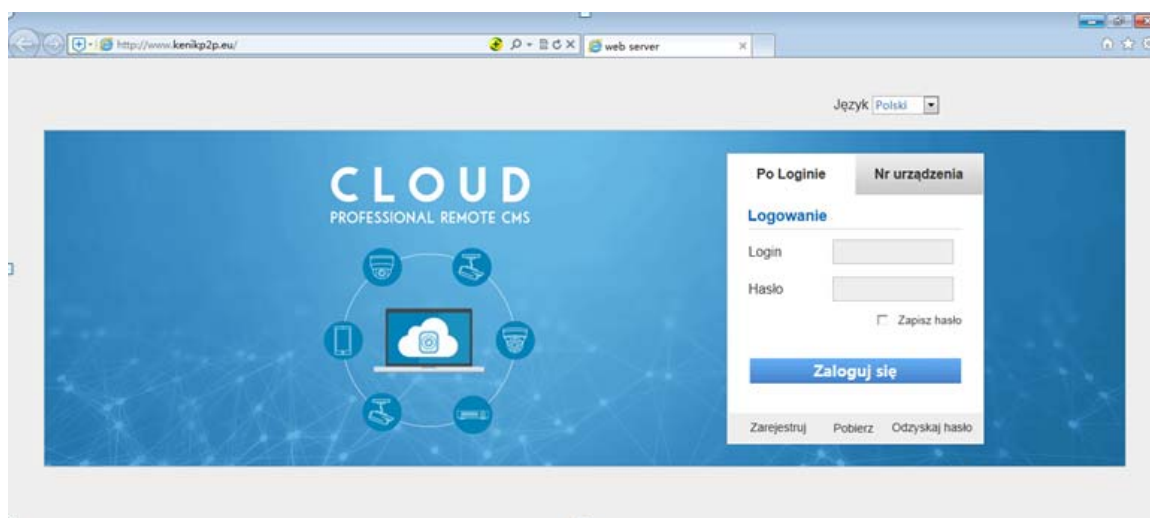 http://www.kenikp2p.eu/
web server
Język Polski
CLOUD
PROFESSIONAL REMOTE CMS
Po Loginie Nr urządzenia
Logowanie
Login
Hasło
Zapisz hasło
Zaloguj się
Zarejestruj Pobierz Odzyskaj hasło